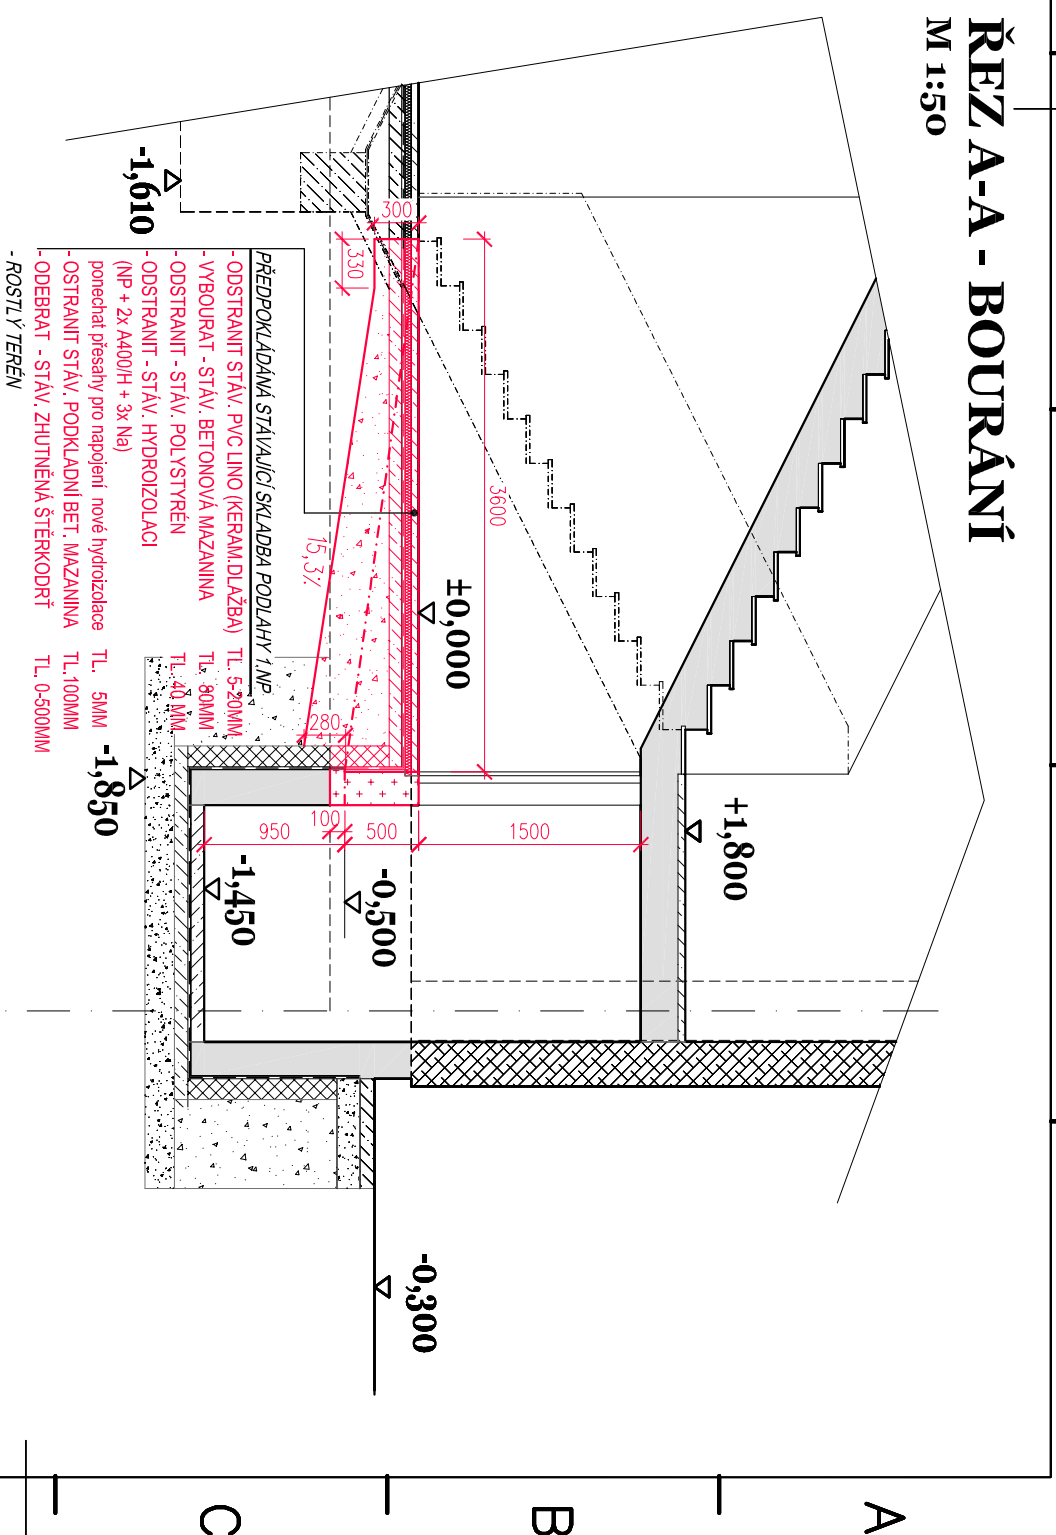 ŘEZ A-A - BOURÁNÍ
M 1:50
A
B
C
+1,800
1500
3600
±0,000
300
330
500
100
950
280
15,3%
-0,500
-0,300
-1,450
-1,610
-1,850
PŘEDPOKLÁDÁNÁ STÁVAJÍCÍ SKLADBA PODLAHY 1.NP
- ODSTRANIT STÁV. PVC LINO (KERAM.DLAŽBA) TL. 5-20MM
- VYBOURAT - STÁV. BETONOVÁ MAZANINA TL. 80MM
- ODSTRANIT - STÁV. POLYSTYRÉN TL. 40 MM
- ODSTRANIT - STÁV. HYDROIZOLACI
(NP + 2x A400/H + 3x Na)
ponechat přesahy pro napojení nové hydroizolace TL. 5MM
- OSTRANIT STÁV. PODKLADNÍ BET. MAZANINA TL.100MM
- ODEBRAT - STÁV. ZHUTNĚNÁ ŠTĚRKODRŤ TL. 0-500MM
- ROSTLÝ TERÉN